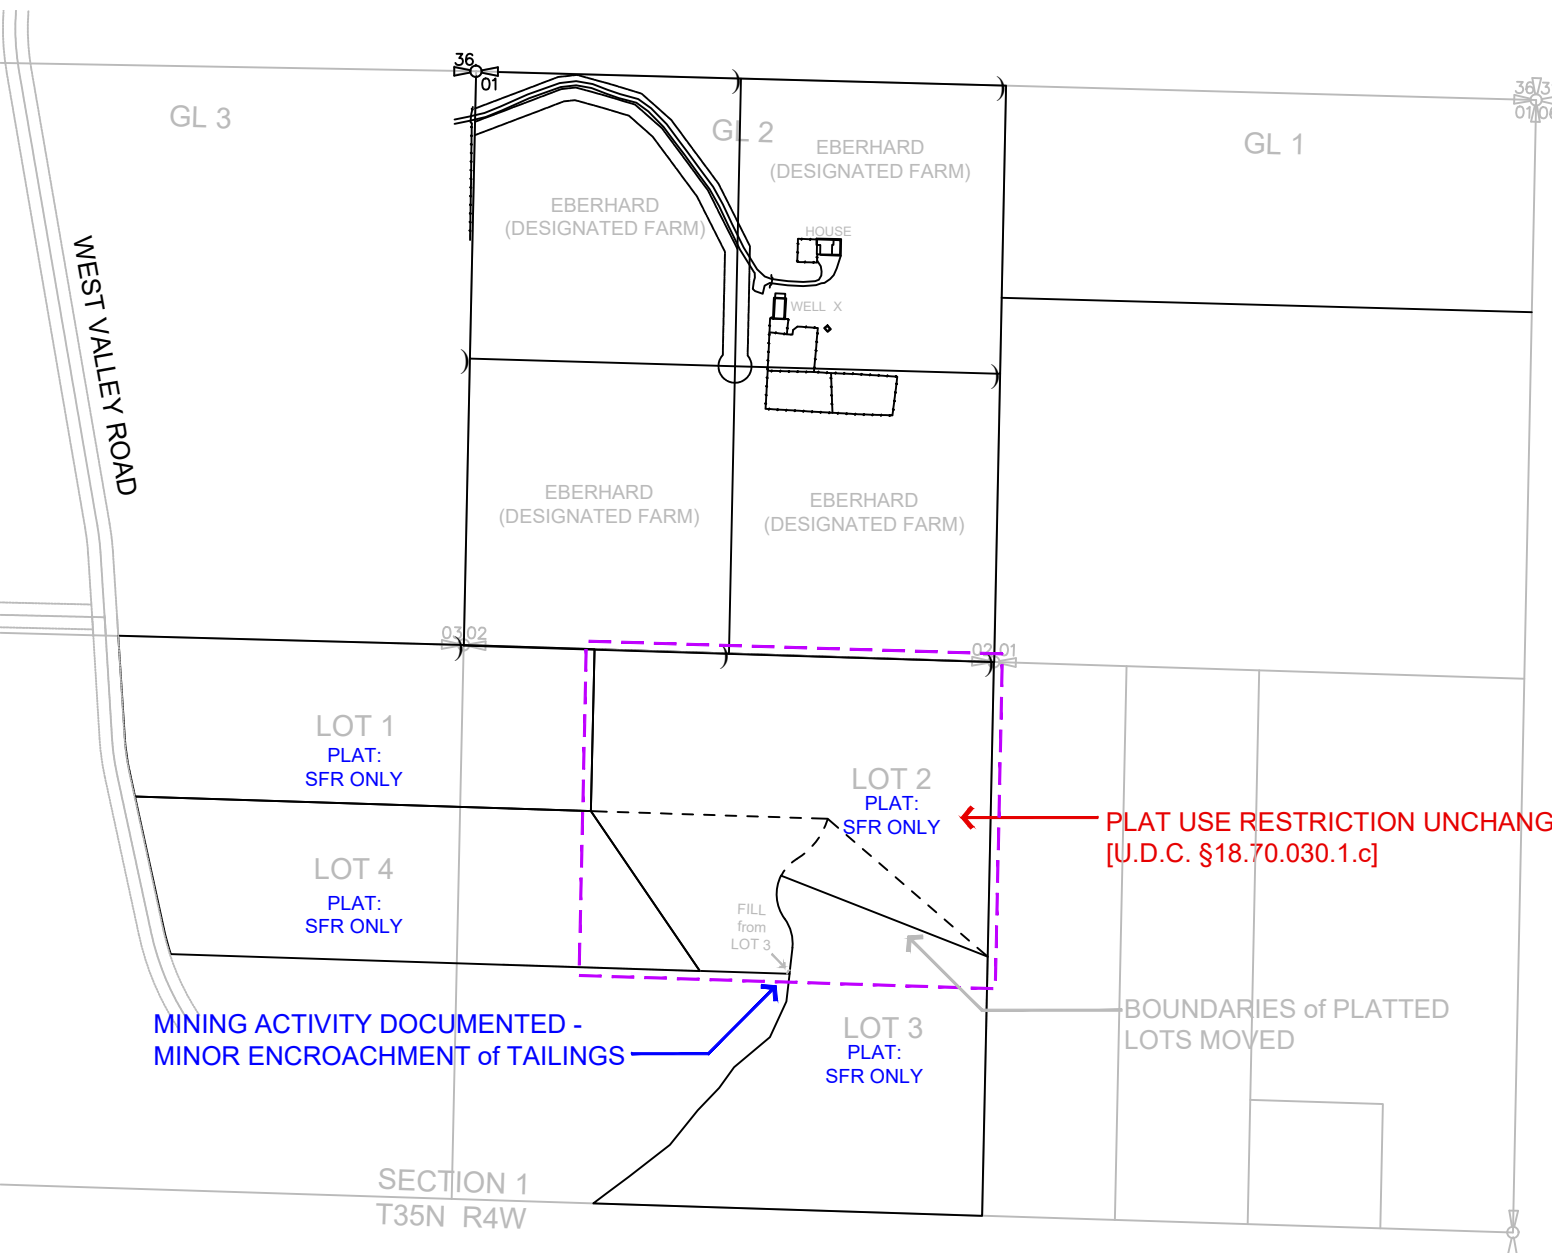 36
01
36 3
01 06
GL 3
GL 2
GL 1
EBERHARD
(DESIGNATED FARM)
EBERHARD
(DESIGNATED FARM)
HOUSE
WELL X
WEST VALLEY ROAD
EBERHARD
(DESIGNATED FARM)
EBERHARD
(DESIGNATED FARM)
03 02
02 01
LOT 1
PLAT:
SFR ONLY
LOT 2
PLAT:
SFR ONLY
PLAT USE RESTRICTION UNCHANG
[U.D.C. §18.70.030.1.c]
LOT 4
PLAT:
SFR ONLY
FILL
from
LOT 3
MINING ACTIVITY DOCUMENTED -
MINOR ENCROACHMENT of TAILINGS
LOT 3
PLAT:
SFR ONLY
BOUNDARIES of PLATTED
LOTS MOVED
SECTION 1
T35N R4W